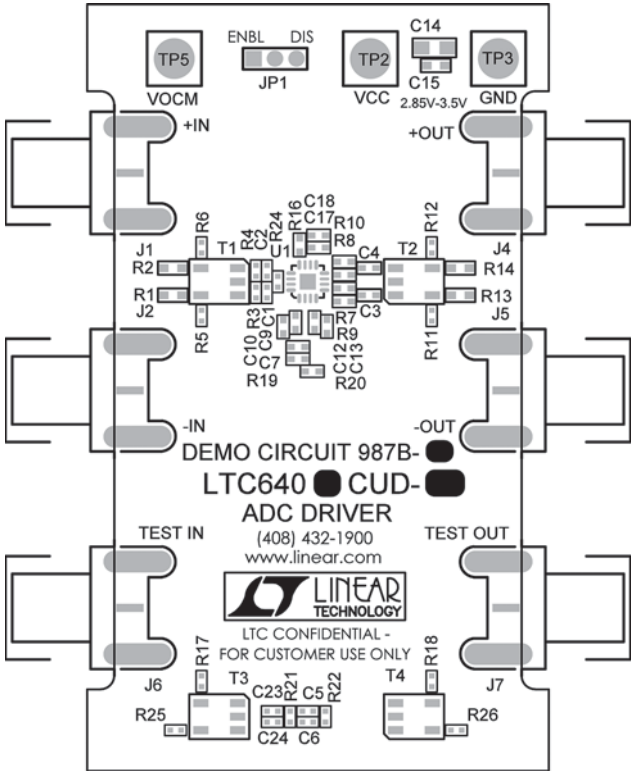 ENBL DIS
C14
TP5
TP2
TP3
JP1
C15
VOCM
VCC
2.85V-3.5V
GND
+IN
+OUT
R6
R4
C2
R24
R16
C18
C17
R10
R8
R12
J1
T1
U1
C4
T2
J4
R2
R14
R1
R13
J2
R5
R3
C1
C3
R7
R9
R11
J5
C10
C9
C7
C12
C13
R19
R20
-IN
-OUT
DEMO CIRCUIT 987B-
LTC640 CUD-
ADC DRIVER
TEST IN
TEST OUT
(408) 432-1900
www.linear.com
LT LINEAR
TECHNOLOGY
LTC CONFIDENTIAL -
FOR CUSTOMER USE ONLY
R17
R18
J6
T3
T4
J7
C23
R21
C5
R22
R25
R26
C24
C6